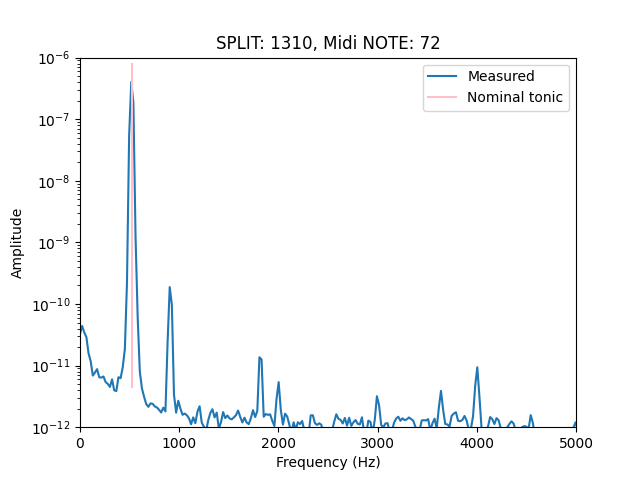 SPLIT: 1310, Midi NOTE: 72
Measured
Nominal tonic
10⁻⁶
10⁻⁷
10⁻⁸
10⁻⁹
10⁻¹⁰
10⁻¹¹
10⁻¹²
Amplitude
0 1000 2000 3000 4000 5000
Frequency (Hz)